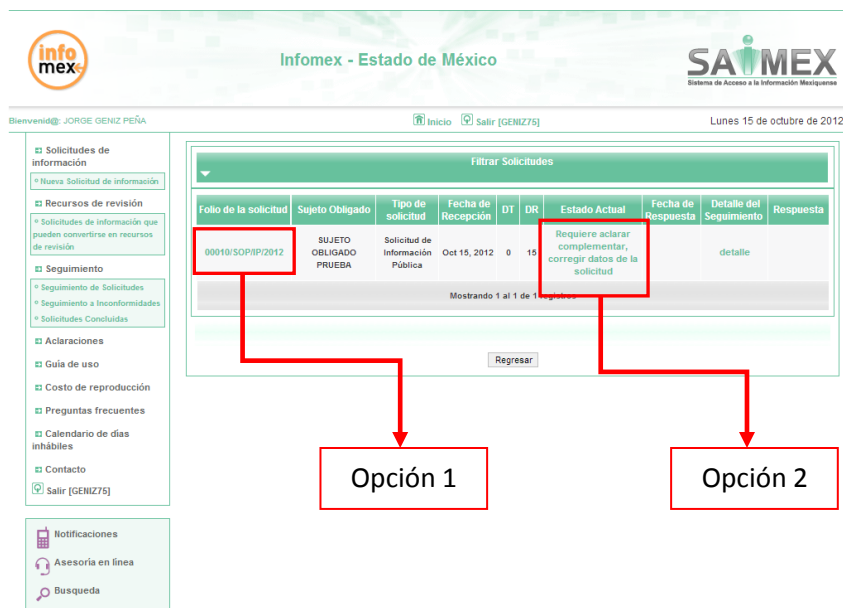 info
mex
Infomex - Estado de México
SAIMEX
Sistema de Acceso a la Información Mexiquense
Bienvenid@: JORGE GENIZ PEÑA
Inicio
Salir [GENIZ75]
Lunes 15 de octubre de 2012
Solicitudes de
información
Nueva Solicitud de información
Recursos de revisión
Solicitudes de información que
pueden convertirse en recursos
de revisión
Seguimiento
Seguimiento de Solicitudes
Seguimiento a Inconformidades
Solicitudes Concluidas
Aclaraciones
Guía de uso
Costo de reproducción
Preguntas frecuentes
Calendario de días
inhábiles
Contacto
Salir [GENIZ75]
Notificaciones
Asesoría en línea
Busqueda
Filtrar Solicitudes
Folio de la solicitud
Sujeto Obligado
Tipo de
solicitud
Fecha de
Recepción
DT
DR
Estado Actual
Fecha de
Respuesta
Detalle del
Seguimiento
Respuesta
00010/SOP/IP/2012
SUJETO
OBLIGADO
PRUEBA
Solicitud de
Información
Pública
Oct 15, 2012
0
15
Requiere aclarar
complementar,
corregir datos de la
solicitud
detalle
Mostrando 1 al 1 de 1 registros
Regresar
Opción 1
Opción 2